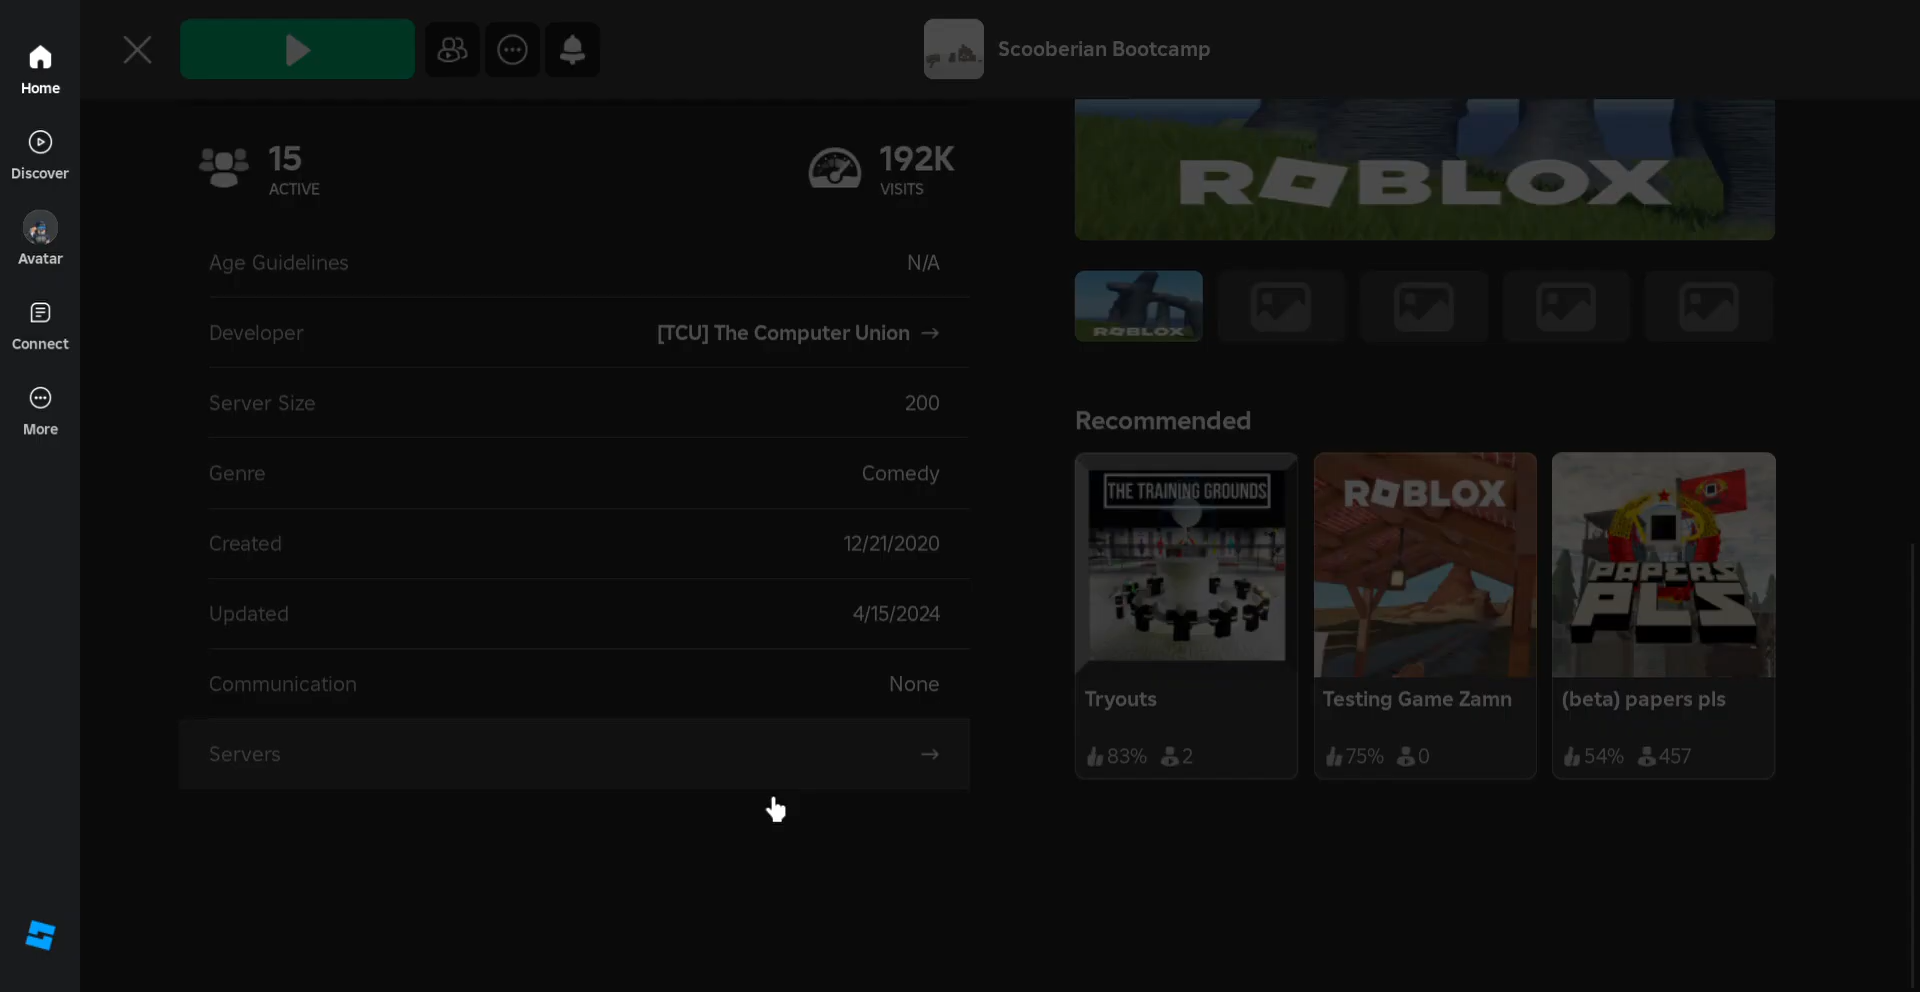 Home
Discover
Avatar
Connect
More
Scooberian Bootcamp
15
ACTIVE
192K
VISITS
Age Guidelines N/A
Developer [TCU] The Computer Union →
Server Size 200
Genre Comedy
Created 12/21/2020
Updated 4/15/2024
Communication None
Servers →
ROBLOX
ROBLOX
Recommended
THE TRAINING GROUNDS
Tryouts
83% 2
ROBLOX
Testing Game Zamn
75% 0
PAPERS
PLS
(beta) papers pls
54% 457